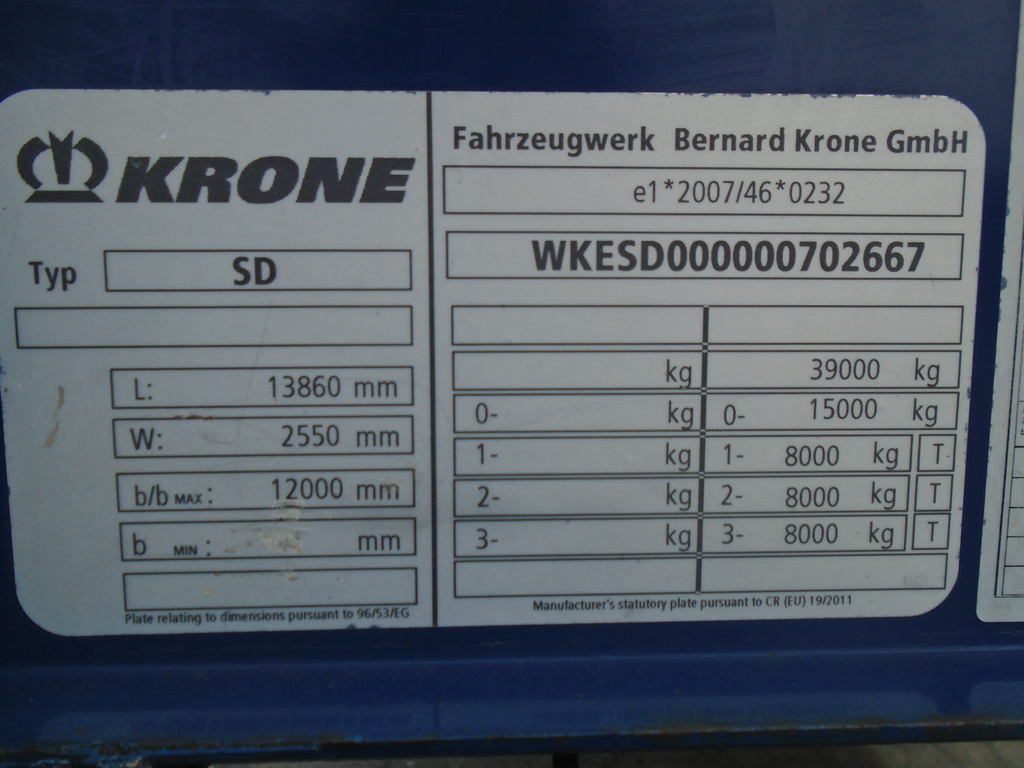 KRONE
Typ SD
L: 13860 mm
W: 2550 mm
b/b MAX : 12000 mm
b MIN : mm
Plate relating to dimensions pursuant to 96/53/EG
Fahrzeugwerk Bernard Krone GmbH
e1*2007/46*0232
WKESD000000702667
kg 39000 kg
0- kg 0- 15000 kg
1- kg 1- 8000 kg T
2- kg 2- 8000 kg T
3- kg 3- 8000 kg T
Manufacturer's statutory plate pursuant to CR (EU) 19/2011